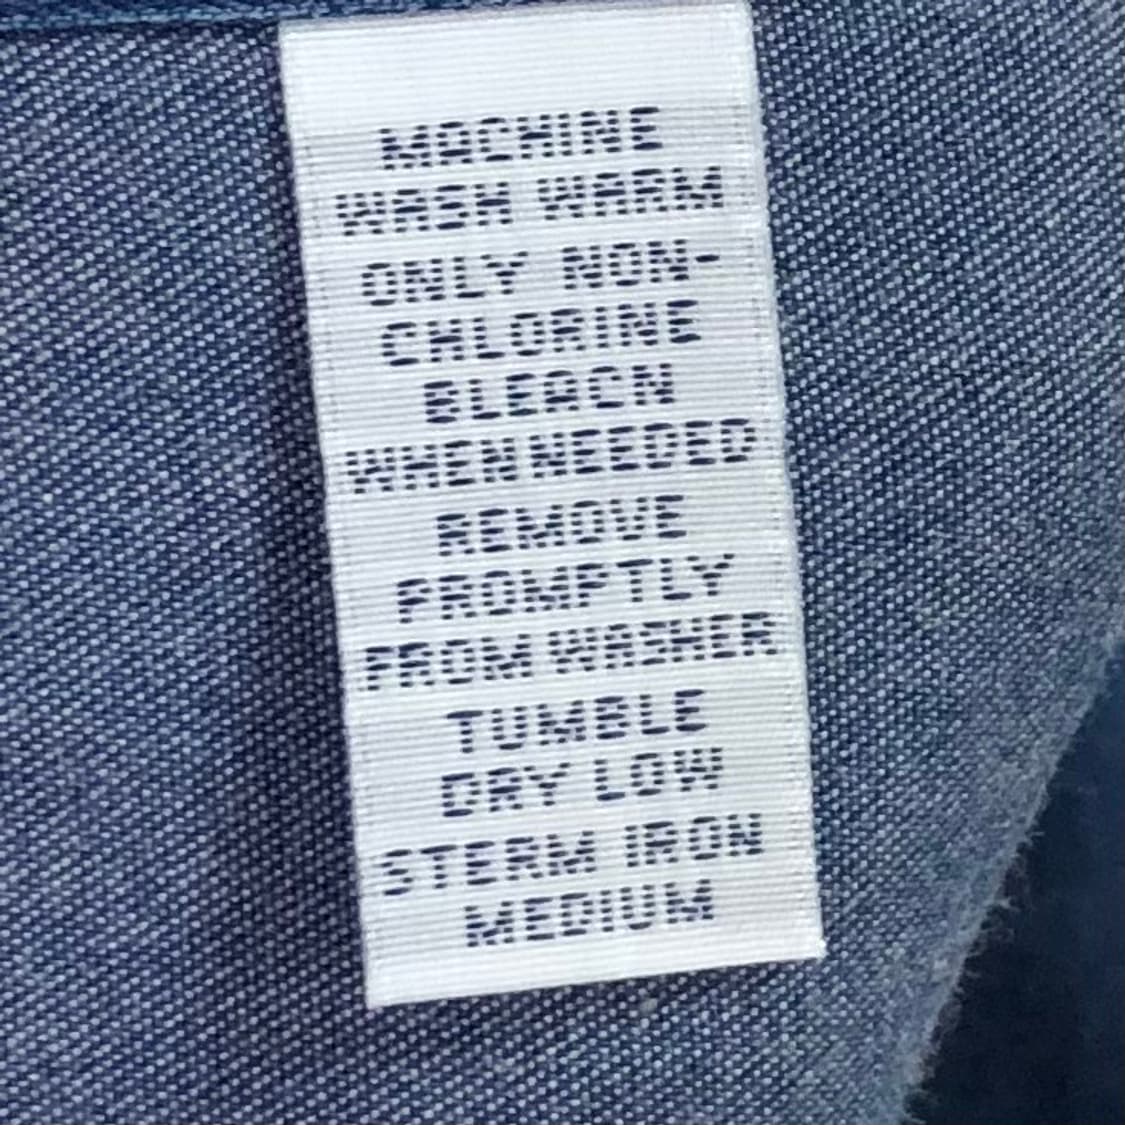 MACHINE
WASH WARM
ONLY NON-
CHLORINE
BLEACN
WHEN NEEDED
REMOVE
PROMPTLY
FROM WASHER
TUMBLE
DRY LOW
STERM IRON
MEDIUM